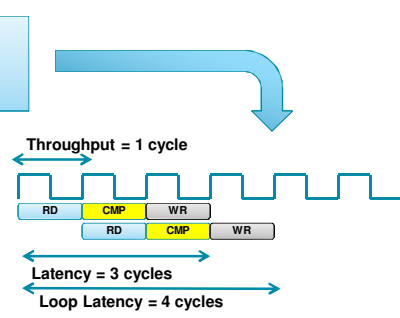 Throughput = 1 cycle
RD CMP WR
RD CMP WR
Latency = 3 cycles
Loop Latency = 4 cycles